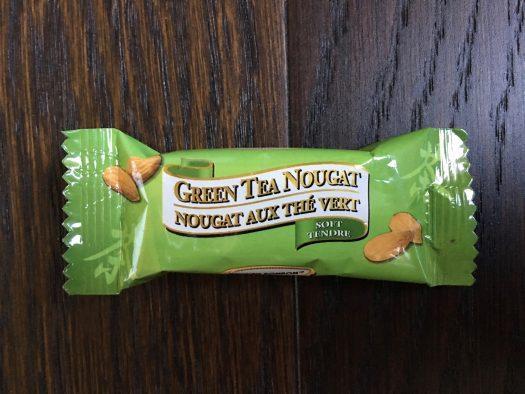 GREEN TEA NOUGAT
NOUGAT AUX THÉ VERT
SOFT
TENDRE